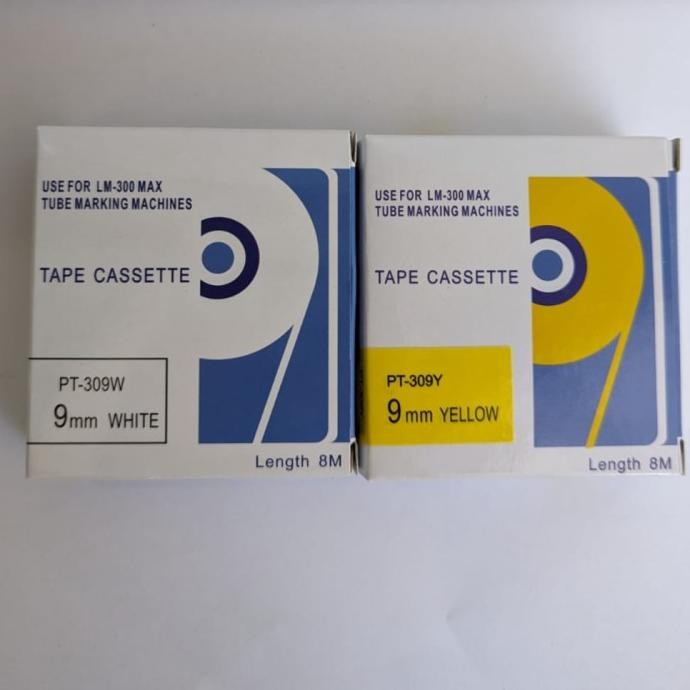 USE FOR LM-300 MAX
TUBE MARKING MACHINES
TAPE CASSETTE
PT-309W
9mm WHITE
Length 8M
USE FOR LM-300 MAX
TUBE MARKING MACHINES
TAPE CASSETTE
PT-309Y
9mm YELLOW
Length 8M